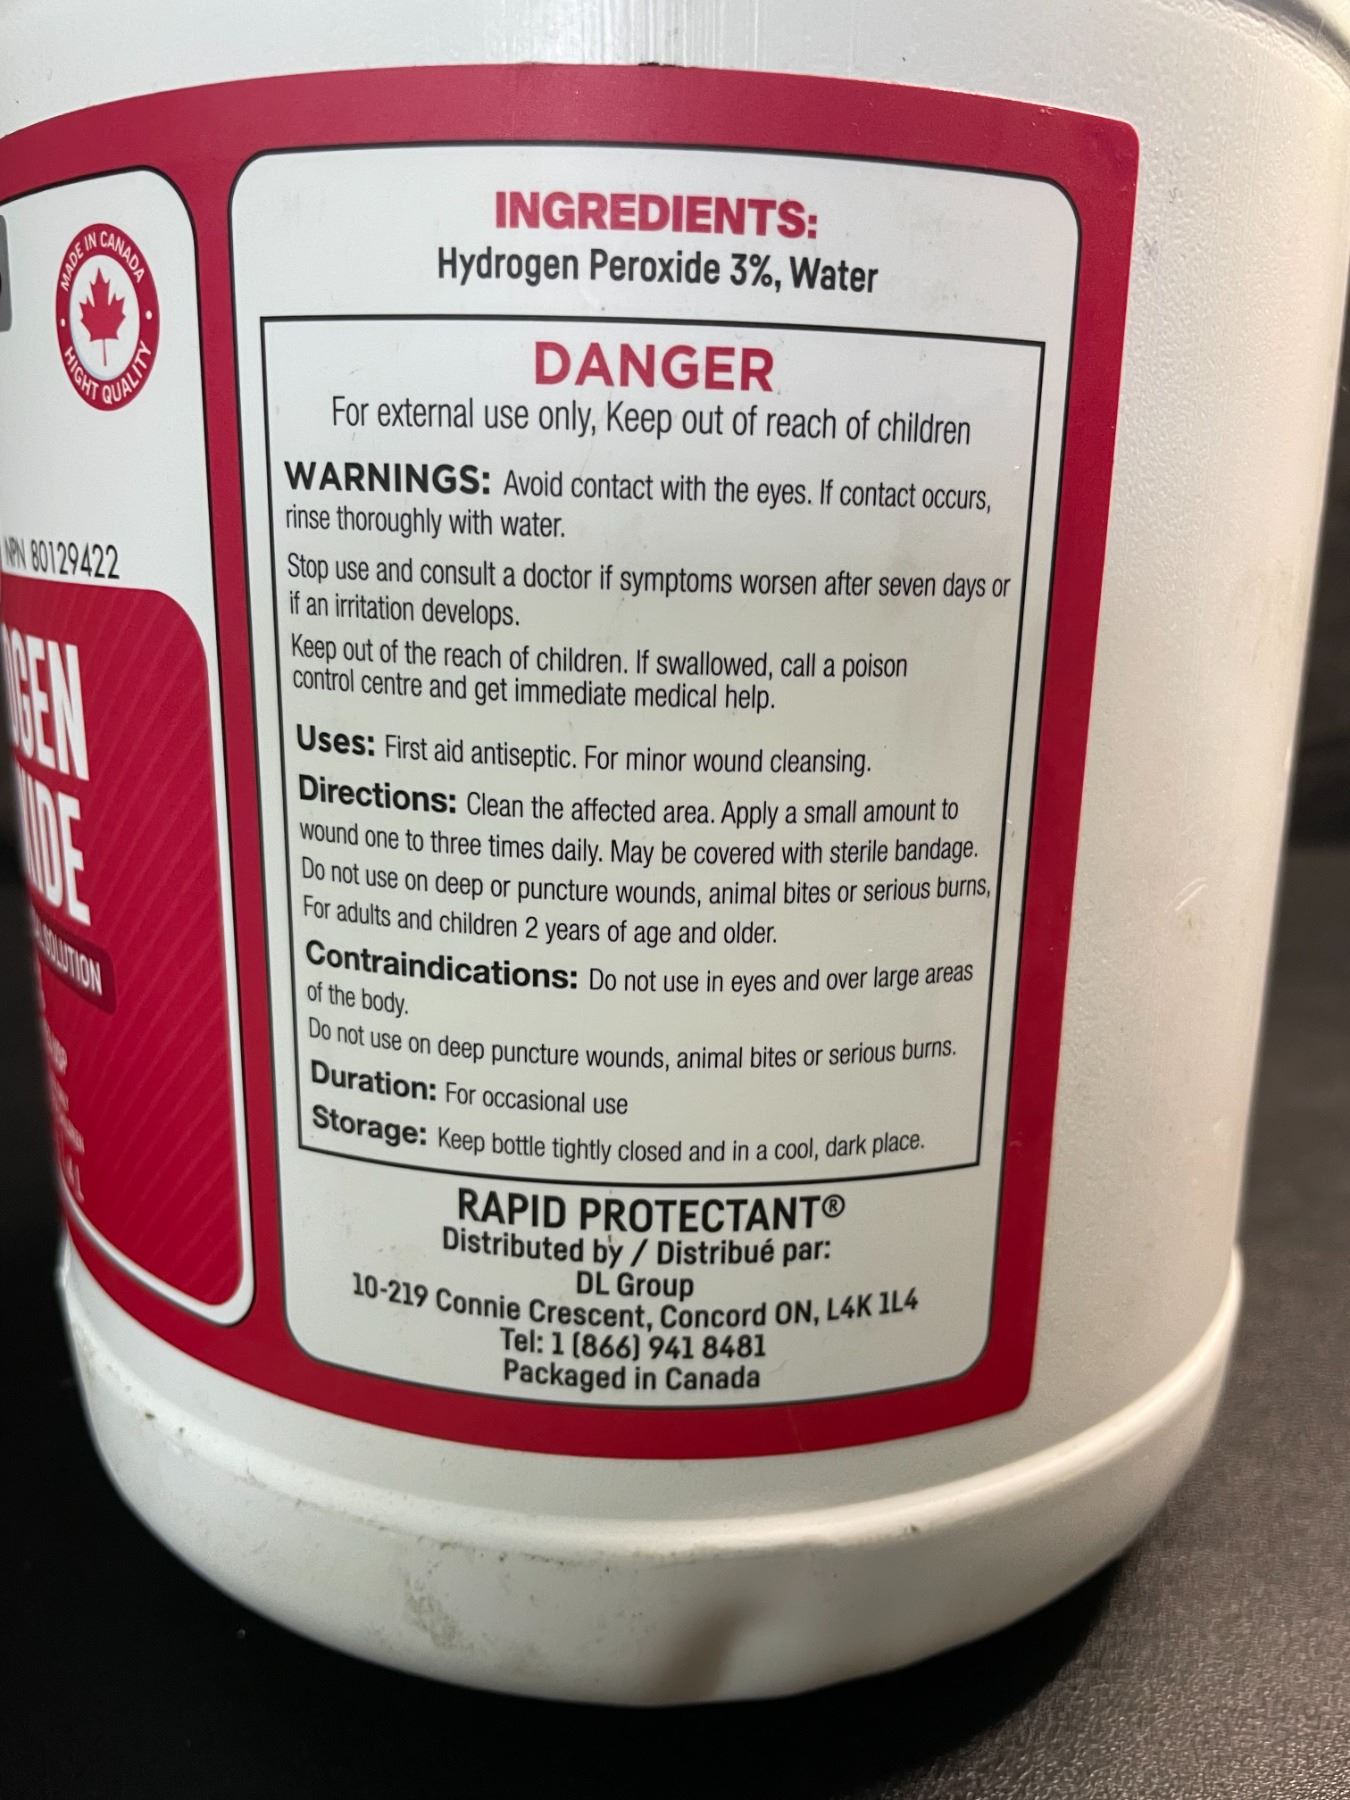 MADE IN CANADA
HIGHT QUALITY
NPN 80129422
SOLUTION
INGREDIENTS:
Hydrogen Peroxide 3%, Water
DANGER
For external use only, Keep out of reach of children
WARNINGS: Avoid contact with the eyes. If contact occurs,
rinse thoroughly with water.
Stop use and consult a doctor if symptoms worsen after seven days or
if an irritation develops.
Keep out of the reach of children. If swallowed, call a poison
control centre and get immediate medical help.
Uses: First aid antiseptic. For minor wound cleansing.
Directions: Clean the affected area. Apply a small amount to
wound one to three times daily. May be covered with sterile bandage.
Do not use on deep or puncture wounds, animal bites or serious burns,
For adults and children 2 years of age and older.
Contraindications: Do not use in eyes and over large areas
of the body.
Do not use on deep puncture wounds, animal bites or serious burns.
Duration: For occasional use
Storage: Keep bottle tightly closed and in a cool, dark place.
RAPID PROTECTANT®
Distributed by / Distribué par:
DL Group
10-219 Connie Crescent, Concord ON, L4K 1L4
Tel: 1 (866) 941 8481
Packaged in Canada